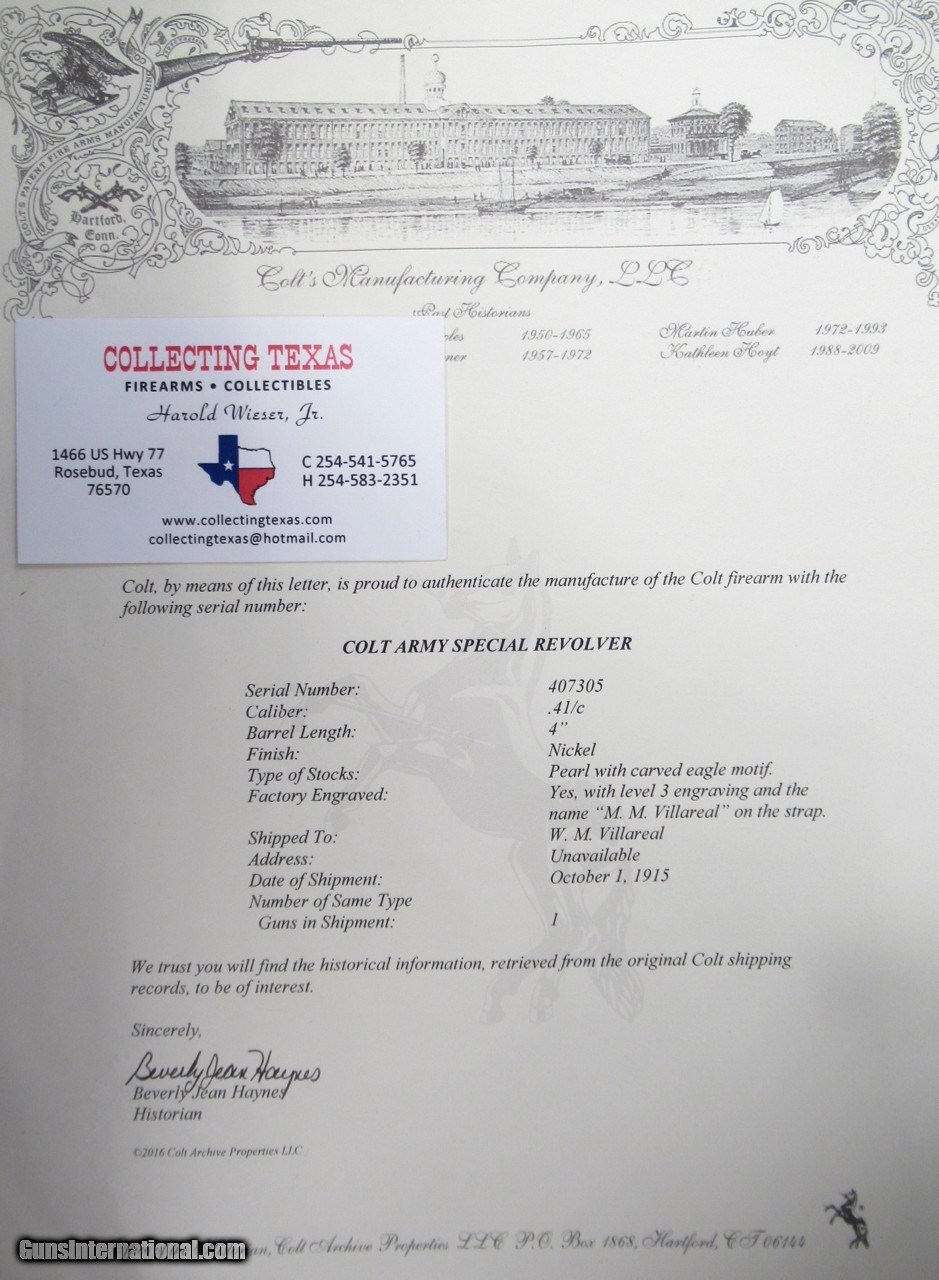 COLT'S PATENT FIRE ARMS MANUFACTURING
Hartford,
Conn.
Colt's Manufacturing Company, LLC
Past Historians
1950-1965 Martin Huber 1972-1993
1957-1972 Kathleen Hoyt 1988-2009
COLLECTING TEXAS
FIREARMS • COLLECTIBLES
Harold Wieser, Jr.
1466 US Hwy 77
Rosebud, Texas
76570
C 254-541-5765
H 254-583-2351
www.collectingtexas.com
collectingtexas@hotmail.com
Colt, by means of this letter, is proud to authenticate the manufacture of the Colt firearm with the
following serial number:
COLT ARMY SPECIAL REVOLVER
Serial Number: 407305
Caliber: .41/c
Barrel Length: 4”
Finish: Nickel
Type of Stocks: Pearl with carved eagle motif.
Factory Engraved: Yes, with level 3 engraving and the
name “M. M. Villareal” on the strap.
Shipped To: W. M. Villareal
Address: Unavailable
Date of Shipment: October 1, 1915
Number of Same Type
Guns in Shipment: 1
We trust you will find the historical information, retrieved from the original Colt shipping
records, to be of interest.
Sincerely,
Beverly Jean Haynes
Beverly Jean Haynes
Historian
©2016 Colt Archive Properties LLC
Colt Archive Properties LLC P.O. Box 1868, Hartford, CT 06144
GunsInternational.com